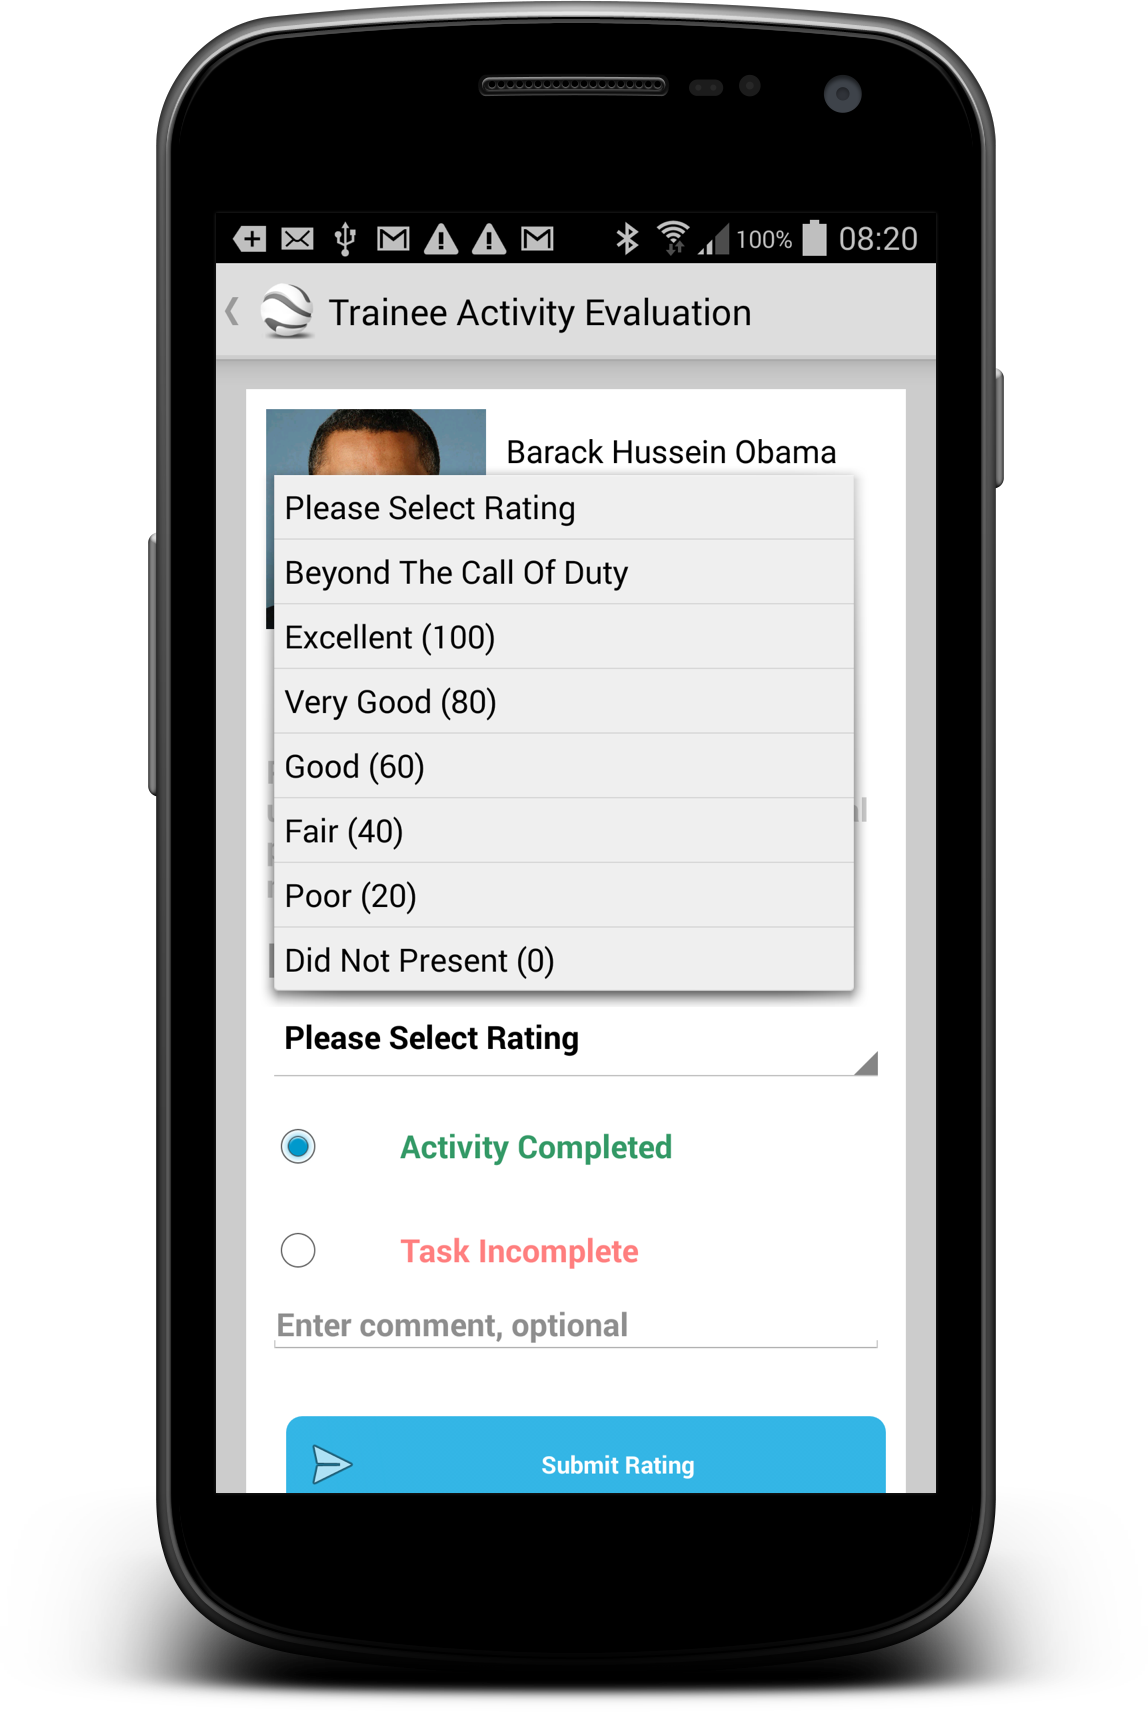 100% 08:20
Trainee Activity Evaluation
Barack Hussein Obama
Please Select Rating
Beyond The Call Of Duty
Excellent (100)
Very Good (80)
Good (60)
Fair (40)
Poor (20)
Did Not Present (0)
Please Select Rating
Activity Completed
Task Incomplete
Enter comment, optional
Submit Rating